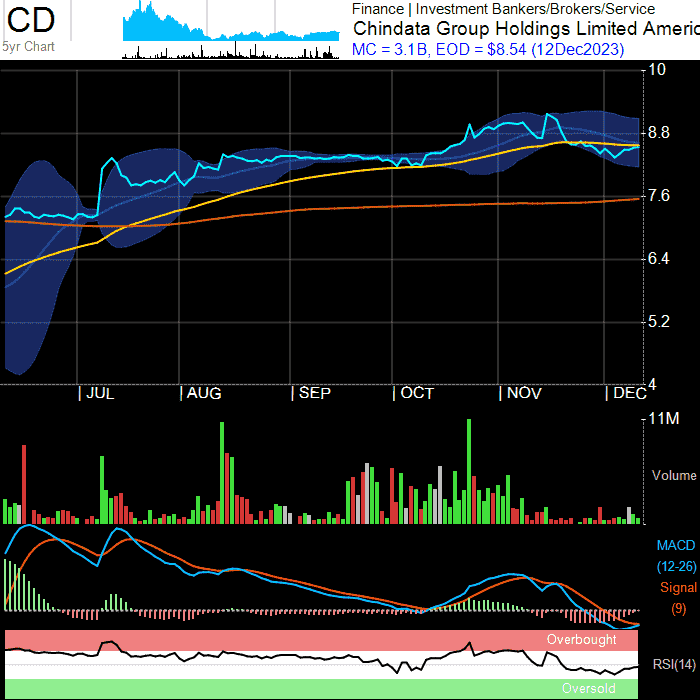 CD
5yr Chart
Finance | Investment Bankers/Brokers/Service
Chindata Group Holdings Limited Americ
MC = 3.1B, EOD = $8.54 (12Dec2023)
10
8.8
7.6
6.4
5.2
4
| JUL | AUG | SEP | OCT | NOV | DEC
11M
Volume
MACD
(12-26)
Signal
(9)
Overbought
RSI(14)
Oversold